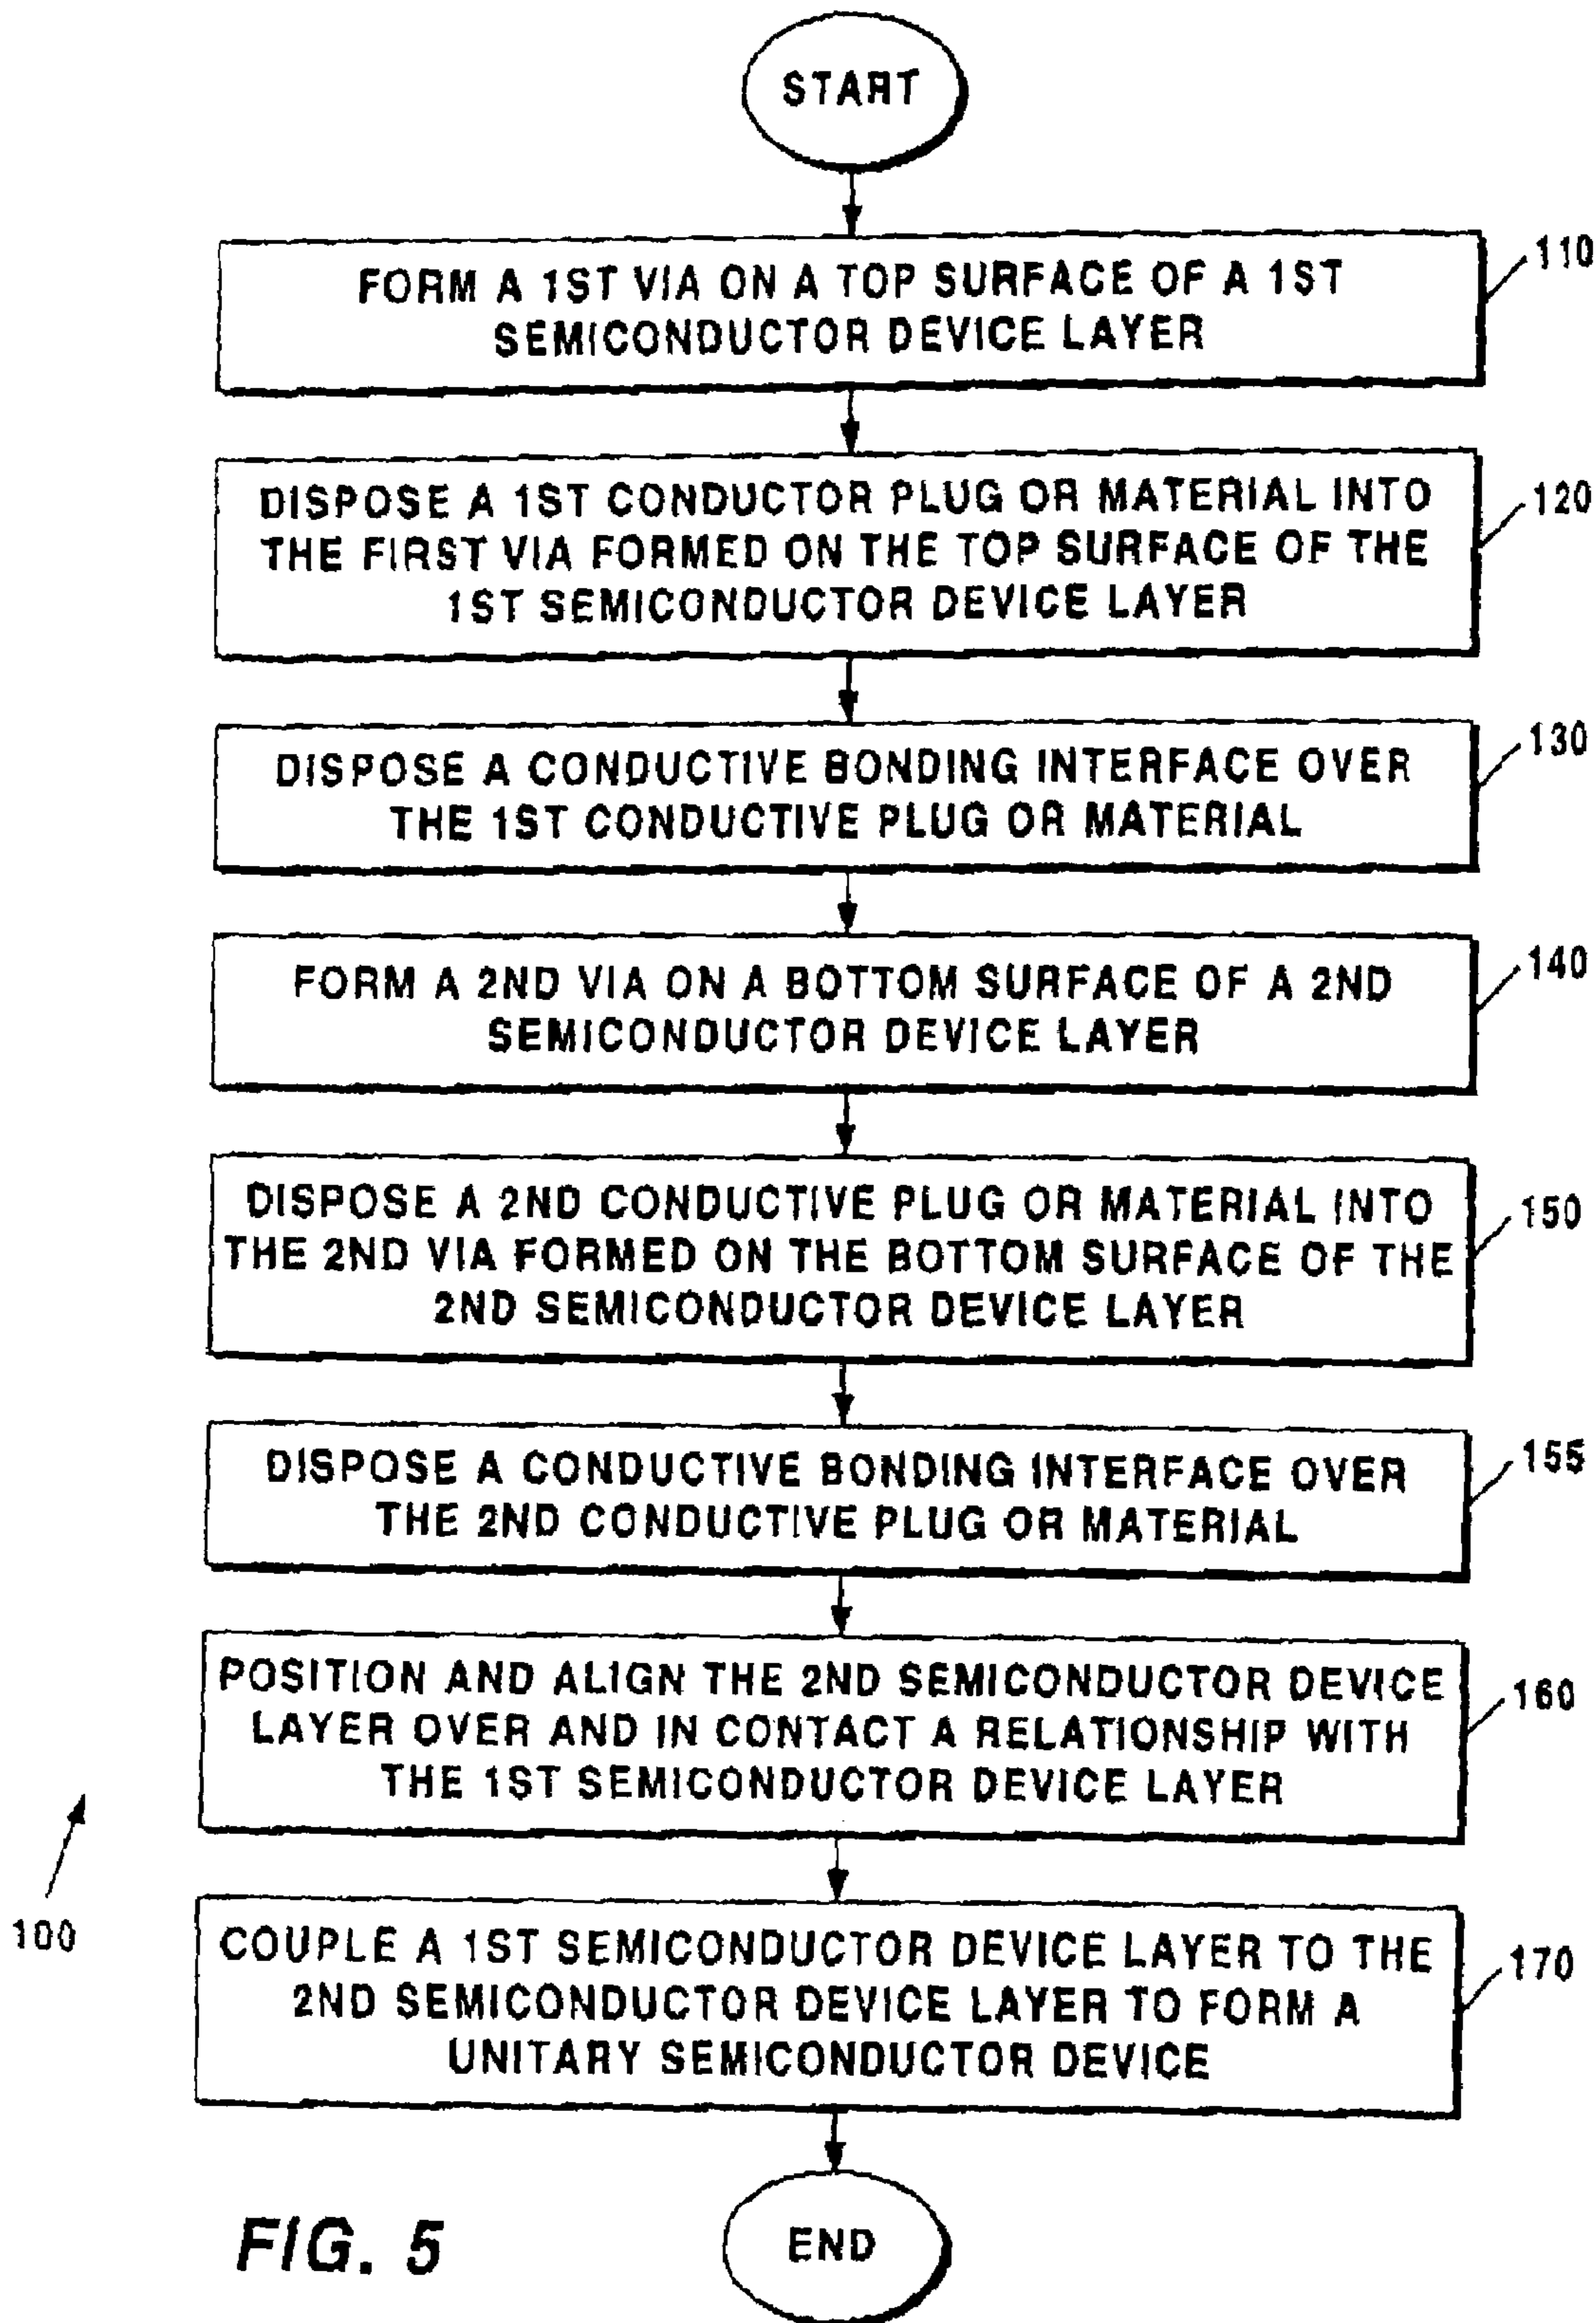 START
FORM A 1ST VIA ON A TOP SURFACE OF A 1ST
SEMICONDUCTOR DEVICE LAYER
110
DISPOSE A 1ST CONDUCTOR PLUG OR MATERIAL INTO
THE FIRST VIA FORMED ON THE TOP SURFACE OF THE
1ST SEMICONDUCTOR DEVICE LAYER
120
DISPOSE A CONDUCTIVE BONDING INTERFACE OVER
THE 1ST CONDUCTIVE PLUG OR MATERIAL
130
FORM A 2ND VIA ON A BOTTOM SURFACE OF A 2ND
SEMICONDUCTOR DEVICE LAYER
140
DISPOSE A 2ND CONDUCTIVE PLUG OR MATERIAL INTO
THE 2ND VIA FORMED ON THE BOTTOM SURFACE OF THE
2ND SEMICONDUCTOR DEVICE LAYER
150
DISPOSE A CONDUCTIVE BONDING INTERFACE OVER
THE 2ND CONDUCTIVE PLUG OR MATERIAL
155
POSITION AND ALIGN THE 2ND SEMICONDUCTOR DEVICE
LAYER OVER AND IN CONTACT A RELATIONSHIP WITH
THE 1ST SEMICONDUCTOR DEVICE LAYER
160
100
COUPLE A 1ST SEMICONDUCTOR DEVICE LAYER TO THE
2ND SEMICONDUCTOR DEVICE LAYER TO FORM A
UNITARY SEMICONDUCTOR DEVICE
170
END
FIG. 5